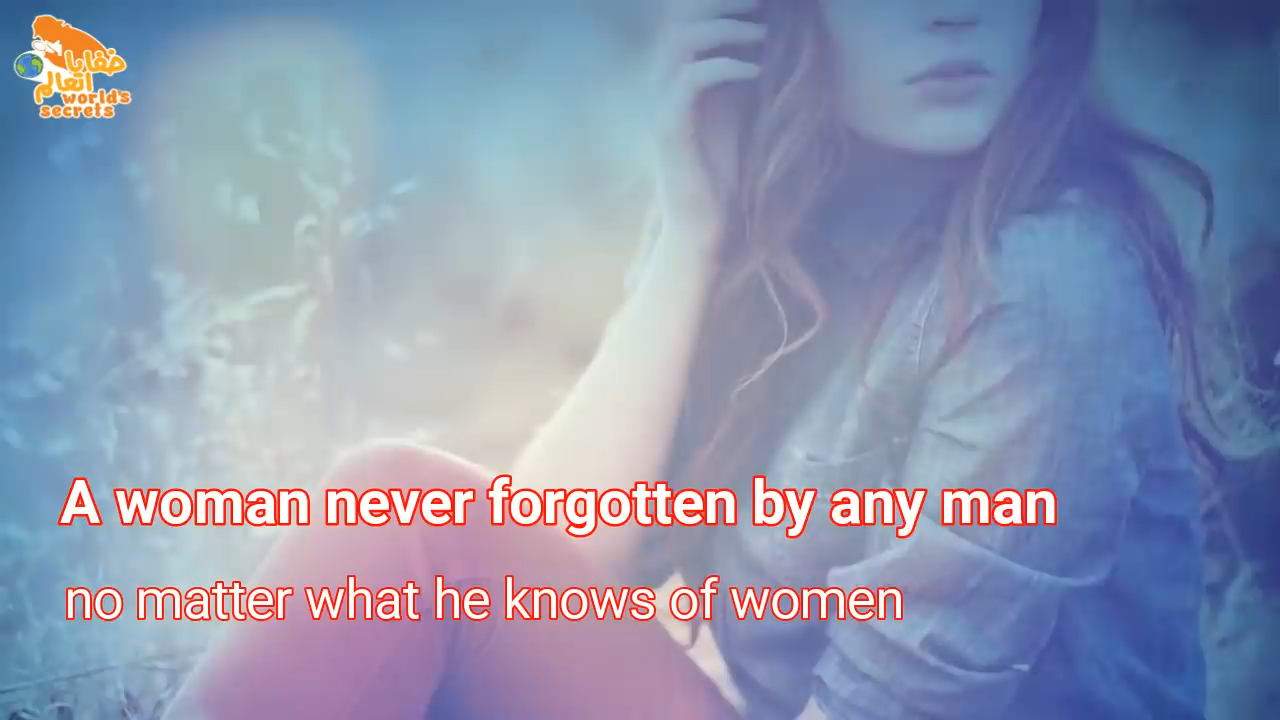 خفايا
العالم
world's
secrets
A woman never forgotten by any man
no matter what he knows of women